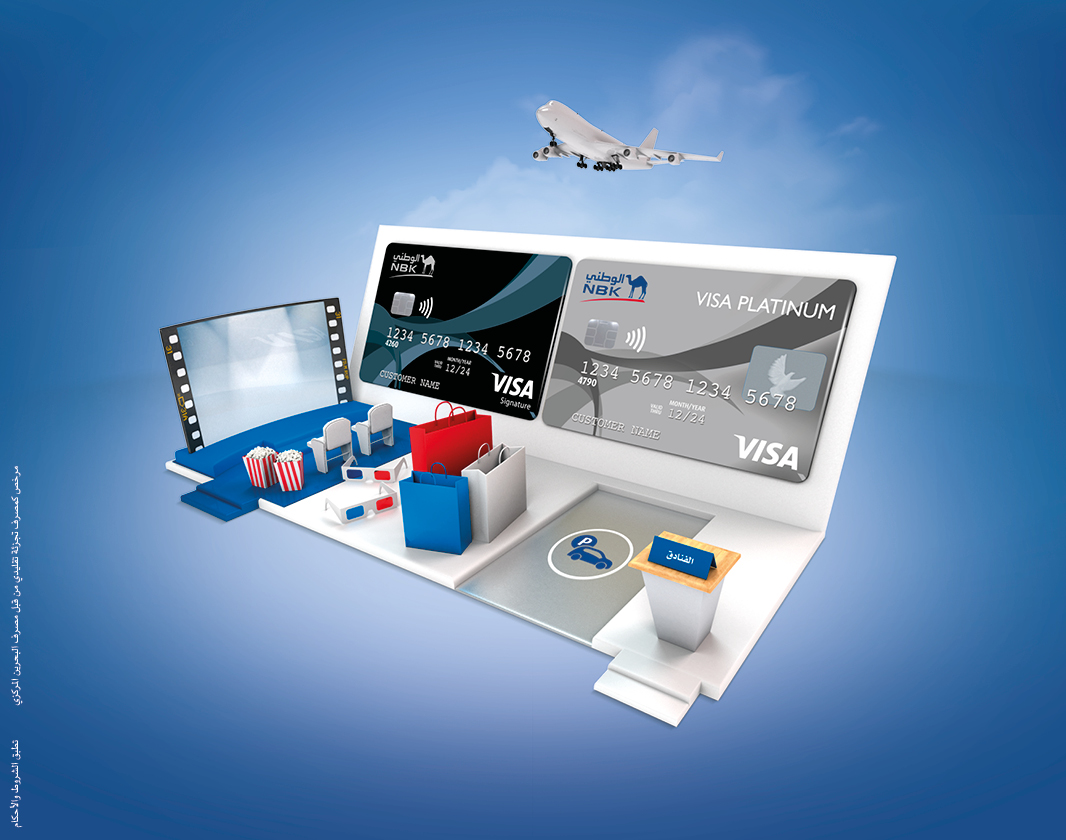 الوطني
NBK
1234 5678 1234 5678
4260
MONTH/YEAR
VALID THRU 12/24
CUSTOMER NAME
VISA
Signature
الوطني
NBK
VISA PLATINUM
1234 5678 1234 5678
4790
MONTH/YEAR
VALID THRU 12/24
CUSTOMER NAME
VISA
P
الفنادق
مرخص كمصرف تجزئة تقليدي من قبل مصرف البحرين المركزي
تطبق الشروط والأحكام